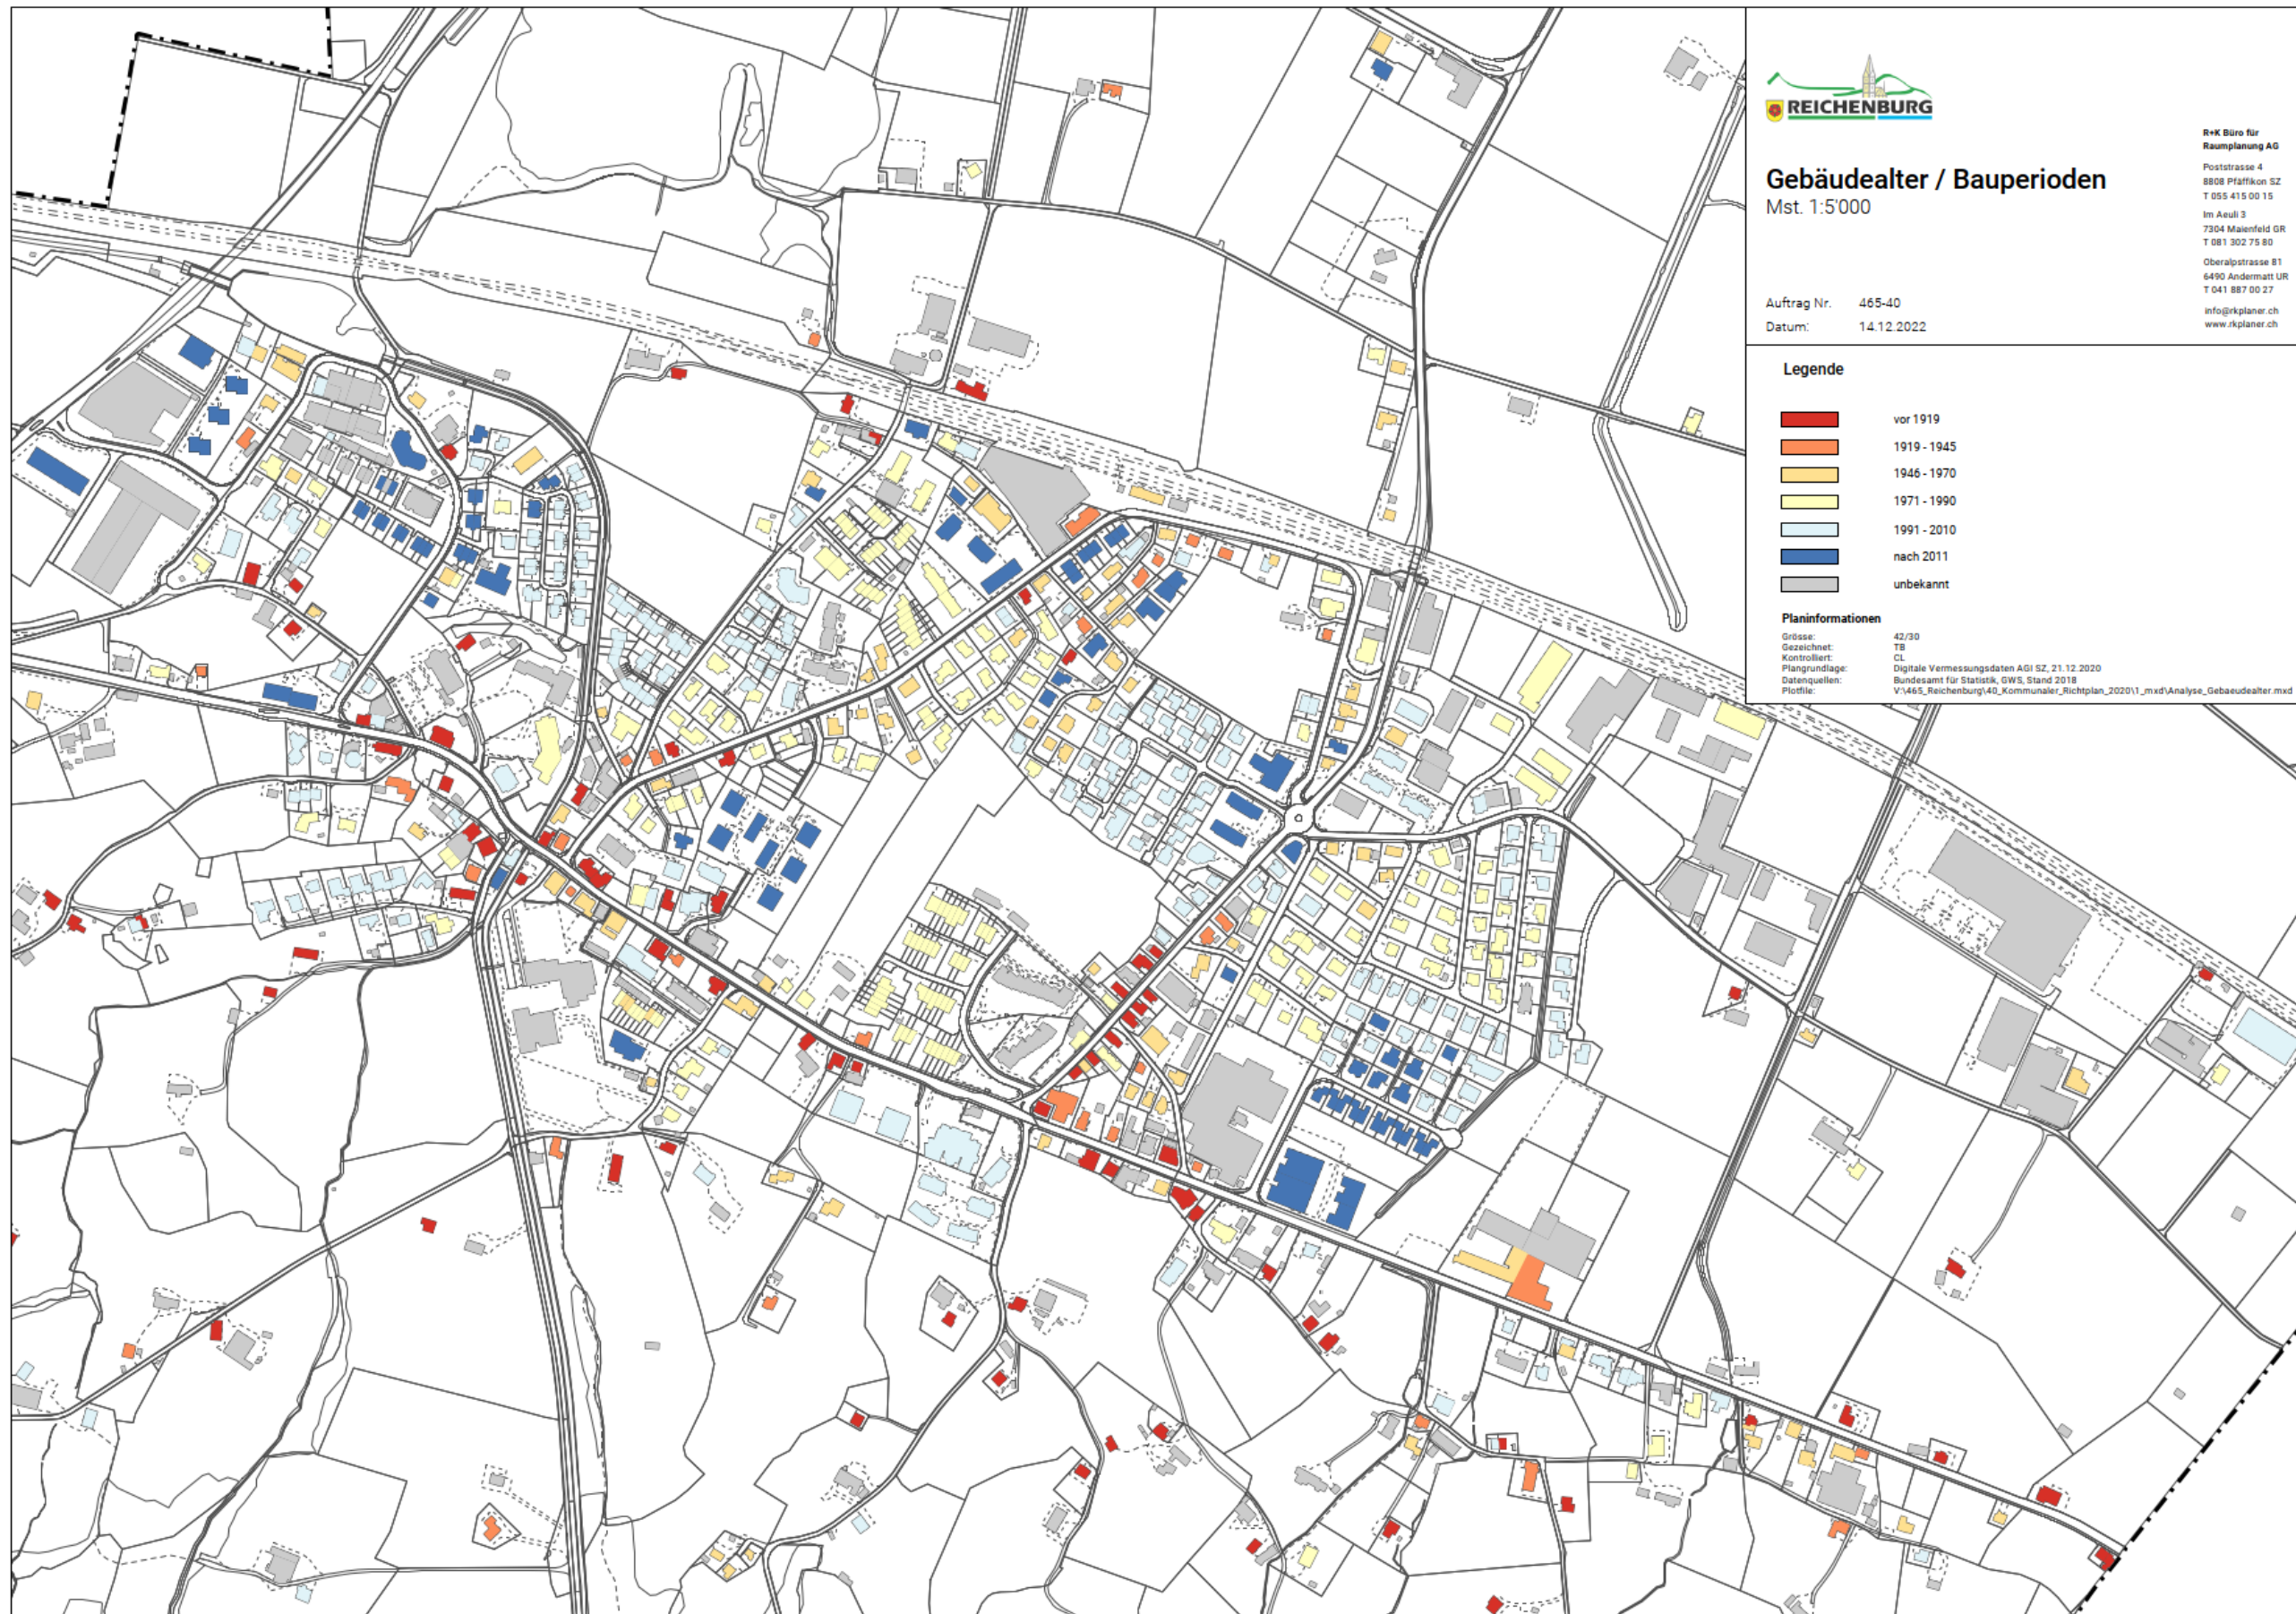 REICHENBURG
R+K Büro für
Raumplanung AG
Poststrasse 4
8808 Pfäffikon SZ
T 055 415 00 15
Im Aeuli 3
7304 Maienfeld GR
T 081 302 75 80
Oberalpstrasse 81
6490 Andermatt UR
T 041 887 00 27
info@rkplaner.ch
www.rkplaner.ch
Gebäudealter / Bauperioden
Mst. 1:5'000
Auftrag Nr. 465-40
Datum: 14.12.2022
Legende
vor 1919
1919 - 1945
1946 - 1970
1971 - 1990
1991 - 2010
nach 2011
unbekannt
Planinformationen
Grösse: 42/30
Gezeichnet: TB
Kontrolliert: CL
Plangrundlage: Digitale Vermessungsdaten AGI SZ, 21.12.2020
Datenquellen: Bundesamt für Statistik, GWS, Stand 2018
Plotfile: V:\465_Reichenburg\40_Kommunaler_Richtplan_2020\1_mxd\Analyse_Gebaeudealter.mxd